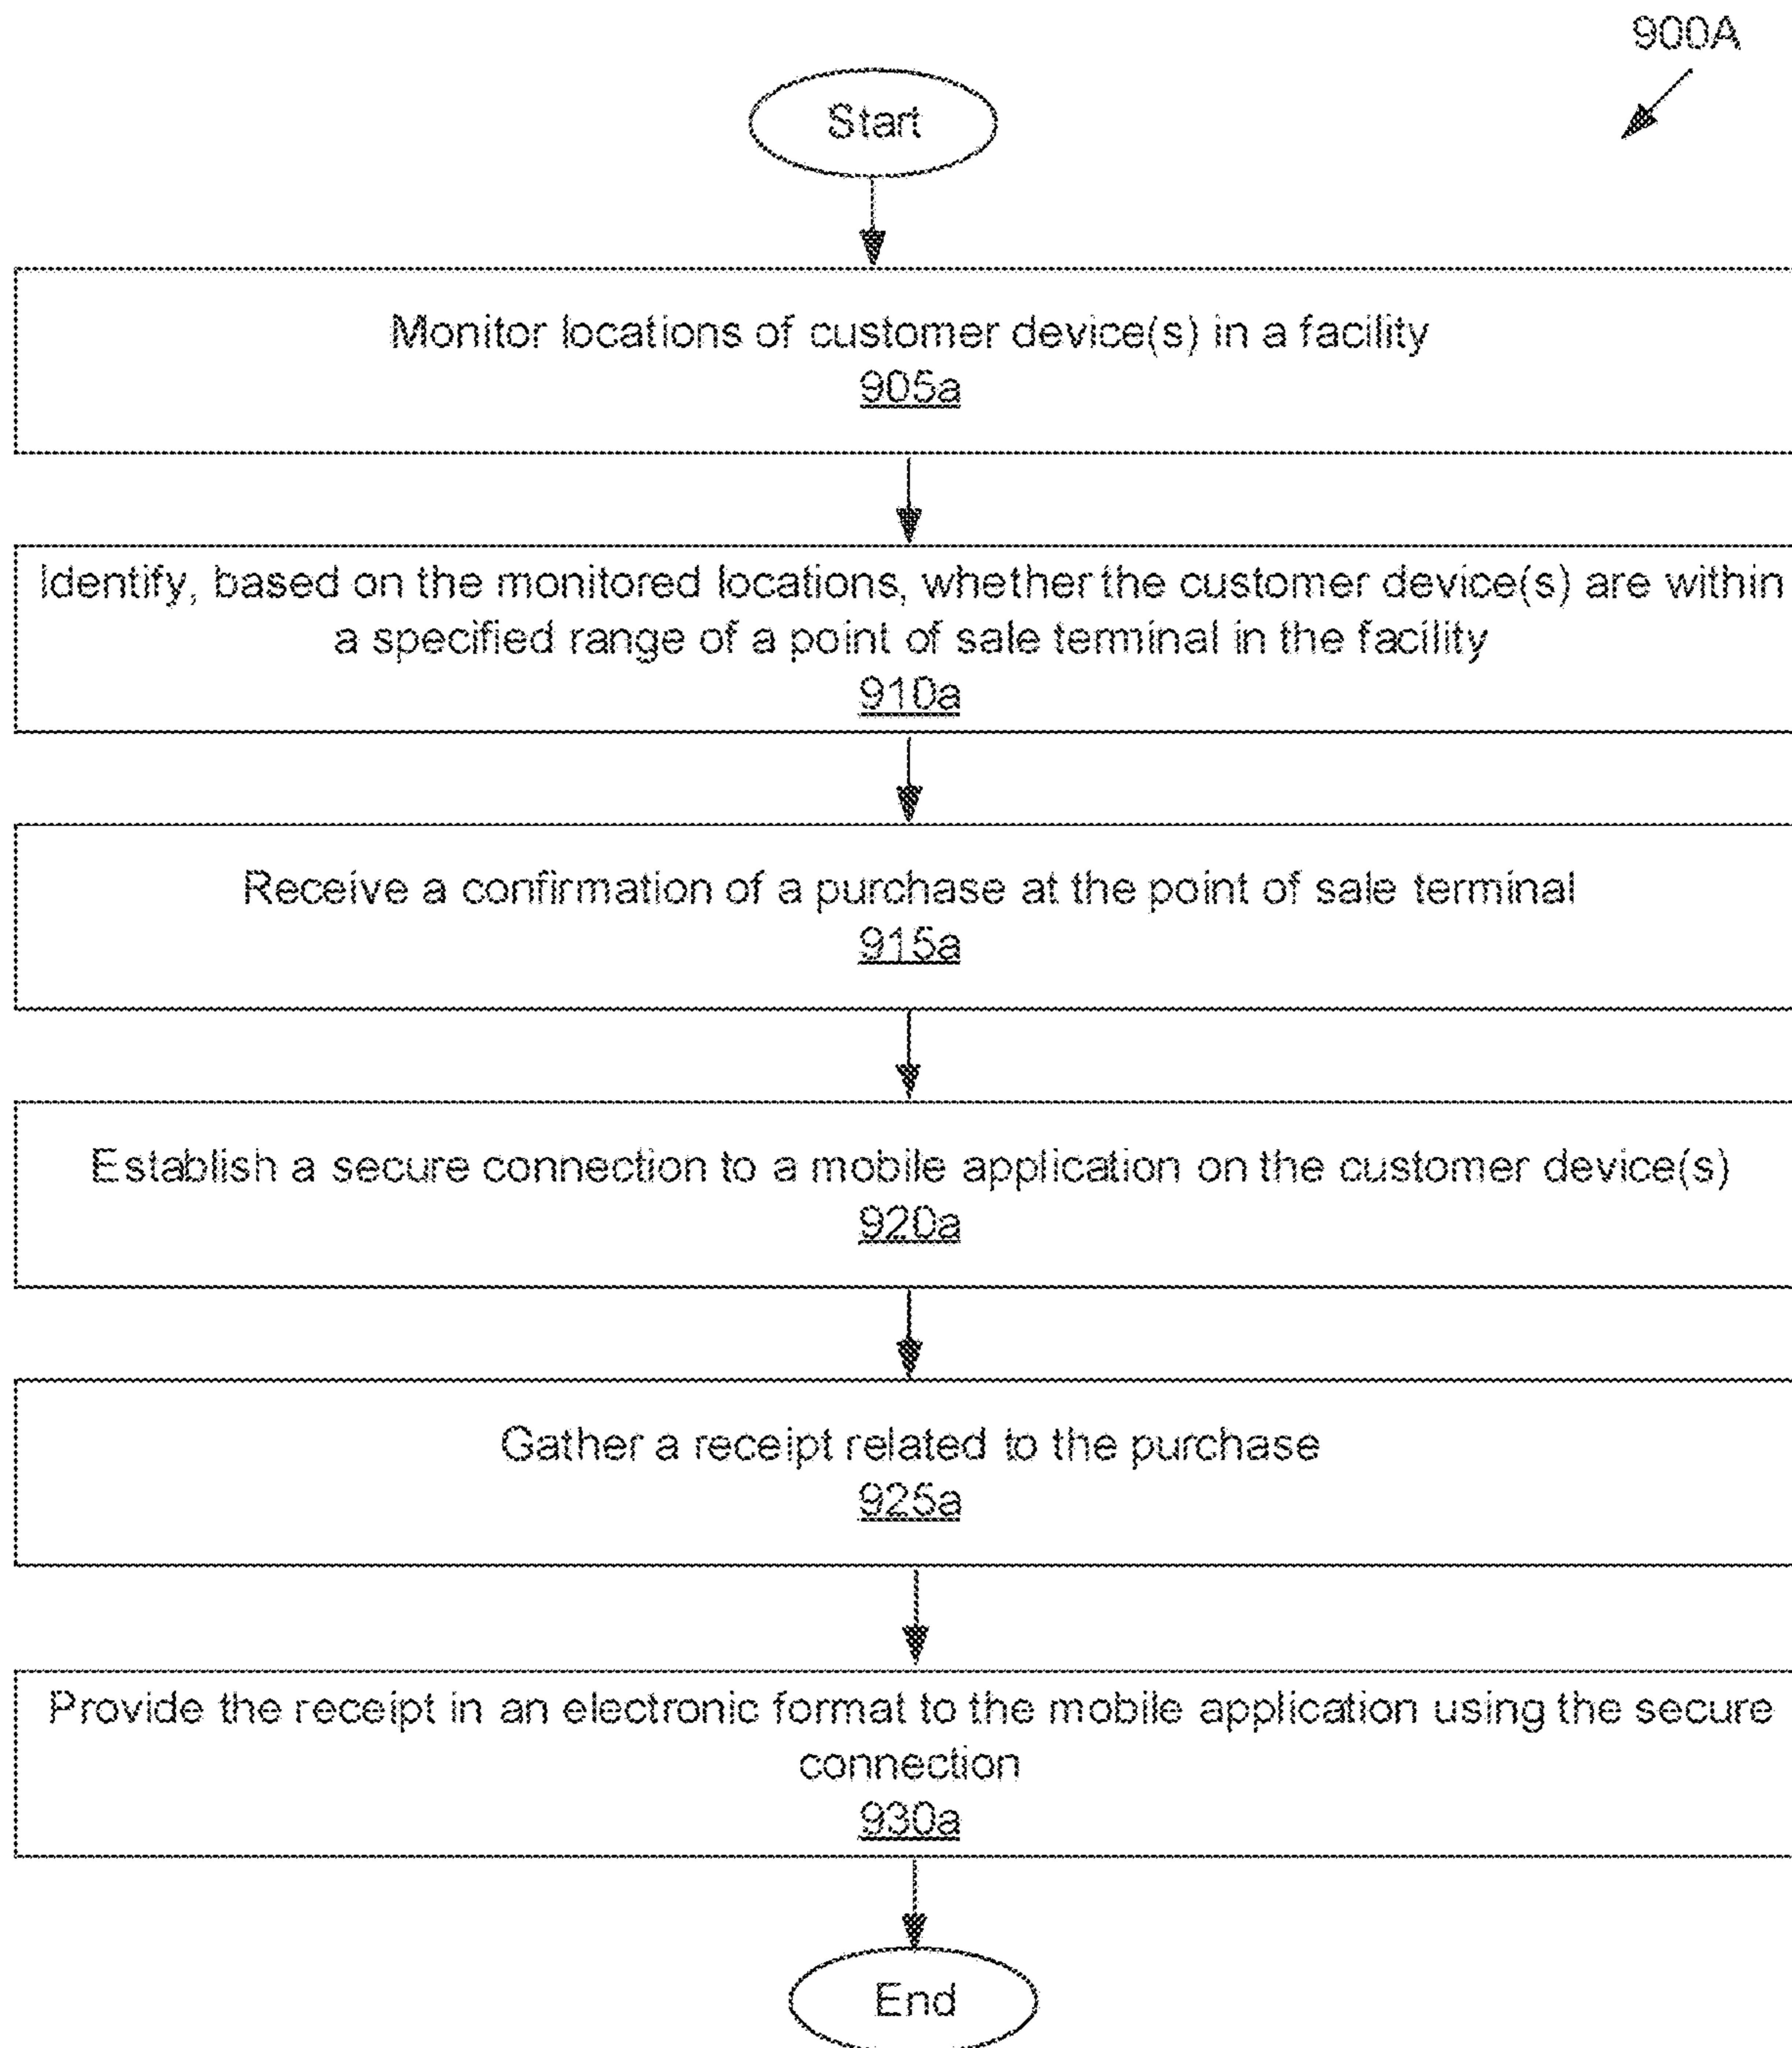 900A
Start
Monitor locations of customer device(s) in a facility
905a
Identify, based on the monitored locations, whether the customer device(s) are within
a specified range of a point of sale terminal in the facility
910a
Receive a confirmation of a purchase at the point of sale terminal
915a
Establish a secure connection to a mobile application on the customer device(s)
920a
Gather a receipt related to the purchase
925a
Provide the receipt in an electronic format to the mobile application using the secure
connection
930a
End